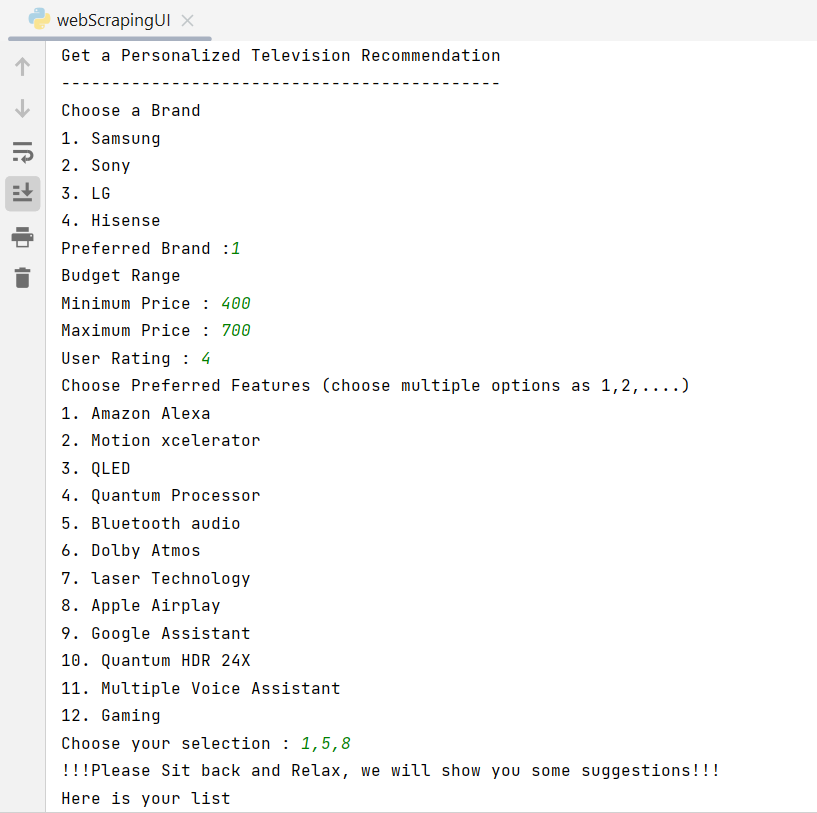 webScrapingUI
Get a Personalized Television Recommendation
--------------------------------------------
Choose a Brand
1. Samsung
2. Sony
3. LG
4. Hisense
Preferred Brand :1
Budget Range
Minimum Price : 400
Maximum Price : 700
User Rating : 4
Choose Preferred Features (choose multiple options as 1,2,....)
1. Amazon Alexa
2. Motion xcelerator
3. QLED
4. Quantum Processor
5. Bluetooth audio
6. Dolby Atmos
7. laser Technology
8. Apple Airplay
9. Google Assistant
10. Quantum HDR 24X
11. Multiple Voice Assistant
12. Gaming
Choose your selection : 1,5,8
!!!Please Sit back and Relax, we will show you some suggestions!!!
Here is your list